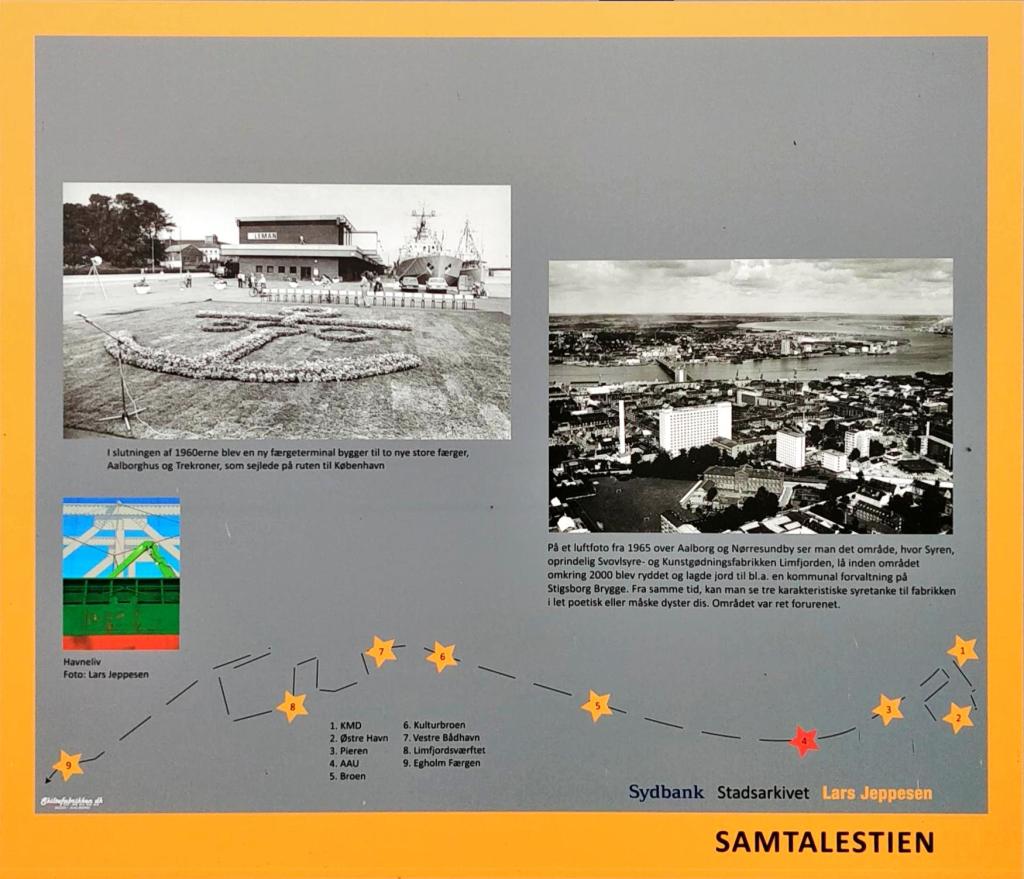 LEMAN
I slutningen af 1960erne blev en ny færgeterminal bygger til to nye store færger,
Aalborghus og Trekroner, som sejlede på ruten til København
På et luftfoto fra 1965 over Aalborg og Nørresundby ser man det område, hvor Syren,
oprindelig Svovlsyre- og Kunstgødningsfabrikken Limfjorden, lå inden området
omkring 2000 blev ryddet og lagde jord til bl.a. en kommunal forvaltning på
Stigsborg Brygge. Fra samme tid, kan man se tre karakteristiske syretanke til fabrikken
i let poetisk eller måske dyster dis. Området var ret forurenet.
Havneliv
Foto: Lars Jeppesen
1
2
3
4
5
6
7
8
9
1. KMD
2. Østre Havn
3. Pieren
4. AAU
5. Broen
6. Kulturbroen
7. Vestre Bådhavn
8. Limfjordsværftet
9. Egholm Færgen
Skiltefabrikken.dk
Sydbank Stadsarkivet Lars Jeppesen
SAMTALESTIEN